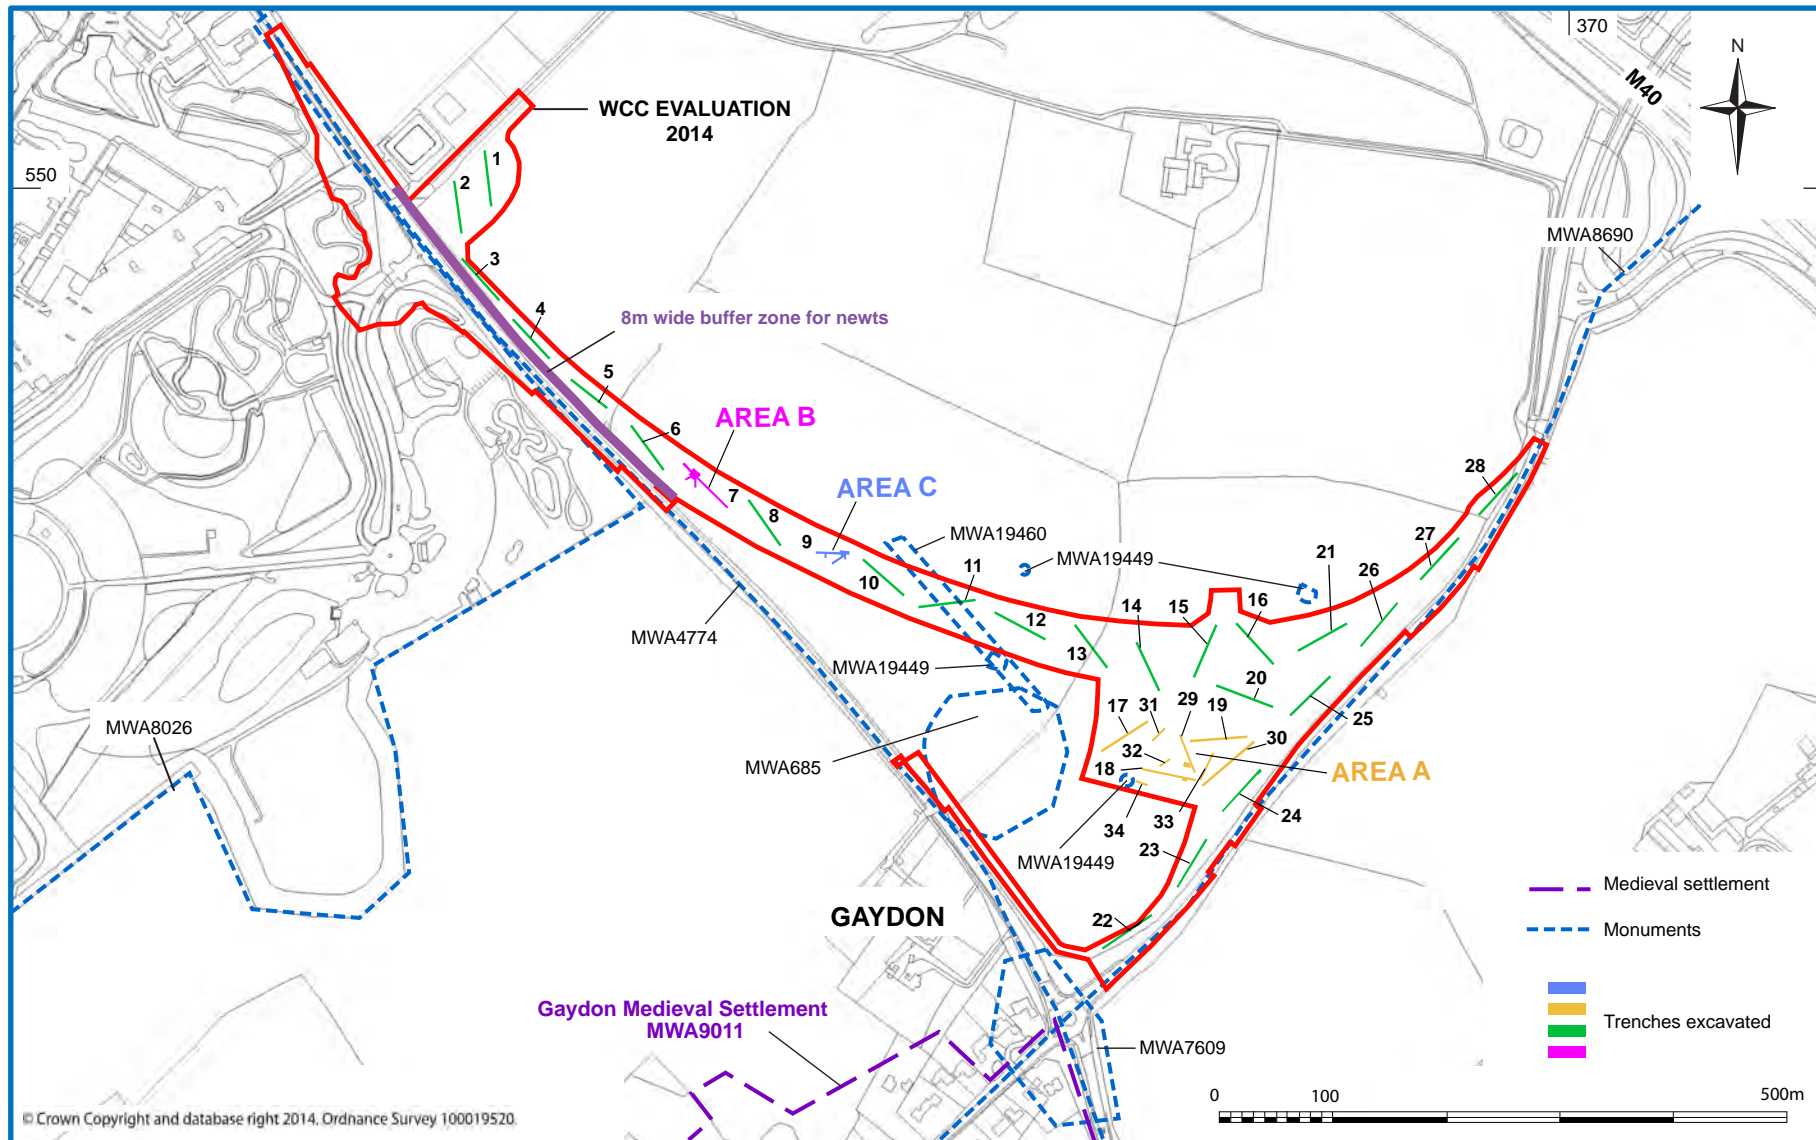 370
N
M40
WCC EVALUATION
2014
1
550
2
MWA8690
3
4
8m wide buffer zone for newts
5
AREA B
6
28
7
AREA C
8
MWA19460
27
9
MWA19449
21
26
11
10
14
15
16
12
MWA4774
13
MWA19449
20
MWA8026
17
31
29
19
25
30
32
MWA685
18
AREA A
34
33
24
MWA19449
23
Medieval settlement
GAYDON
22
Monuments
Gaydon Medieval Settlement
MWA9011
Trenches excavated
MWA7609
0
100
500m
© Crown Copyright and database right 2014. Ordnance Survey 100019520.